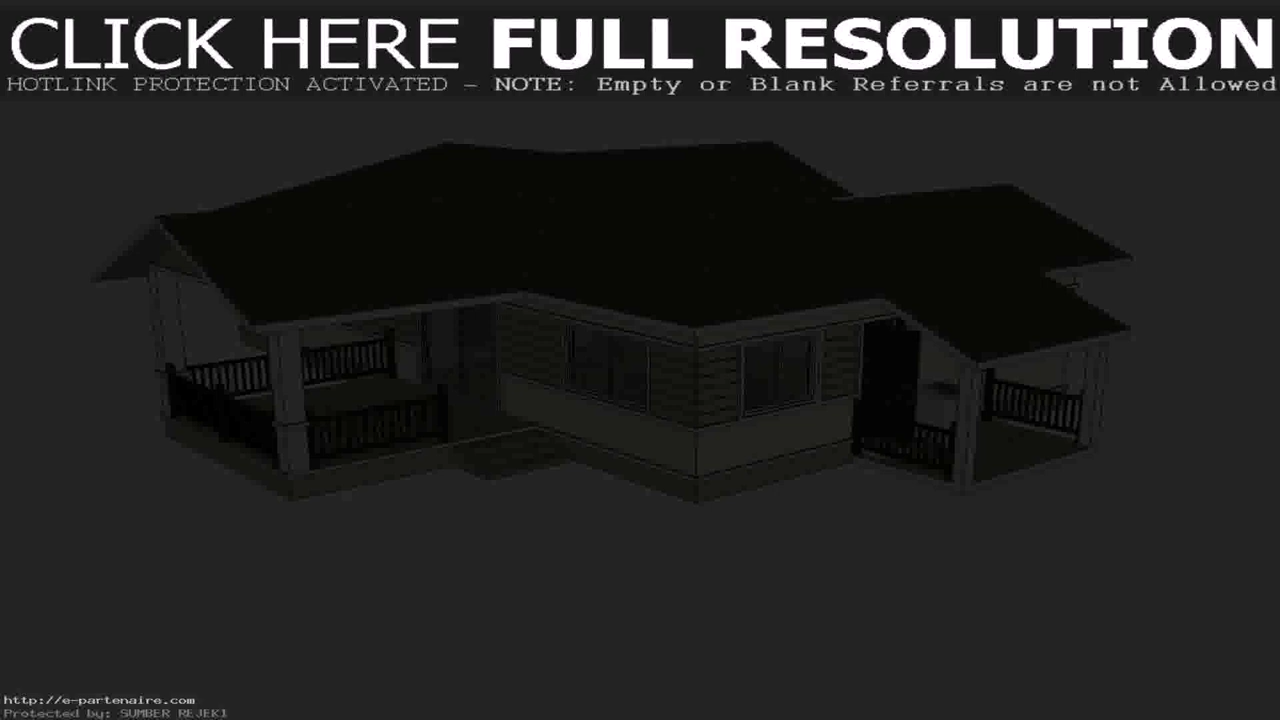 CLICK HERE FULL RESOLUTION
HOTLINK PROTECTION ACTIVATED – NOTE: Empty or Blank Referrals are not Allowed
http://e-partenaire.com
Protected by: SUMBER REJEKI